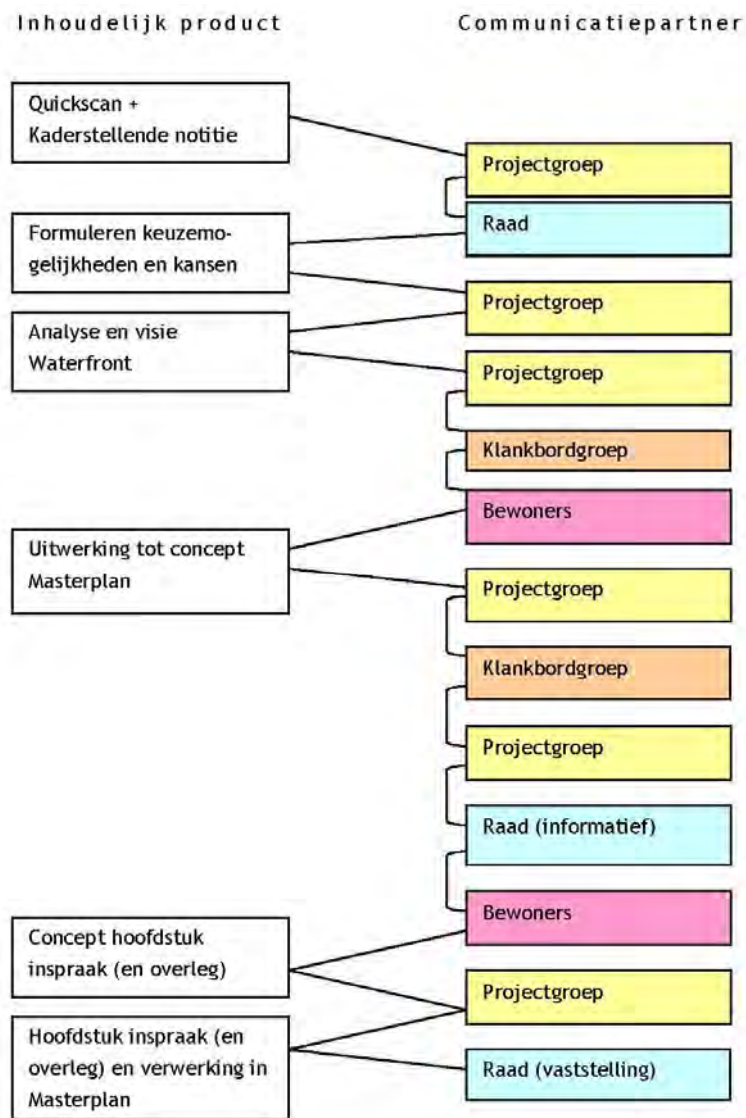 Inhoudelijk product
Communicatiepartner
Quickscan +
Kaderstellende notitie
Projectgroep
Raad
Formuleren keuzemo-
gelijkheden en kansen
Projectgroep
Analyse en visie
Waterfront
Projectgroep
Klankbordgroep
Bewoners
Uitwerking tot concept
Masterplan
Projectgroep
Klankbordgroep
Projectgroep
Raad (informatief)
Bewoners
Concept hoofdstuk
inspraak (en overleg)
Projectgroep
Hoofdstuk inspraak (en
overleg) en verwerking in
Masterplan
Raad (vaststelling)